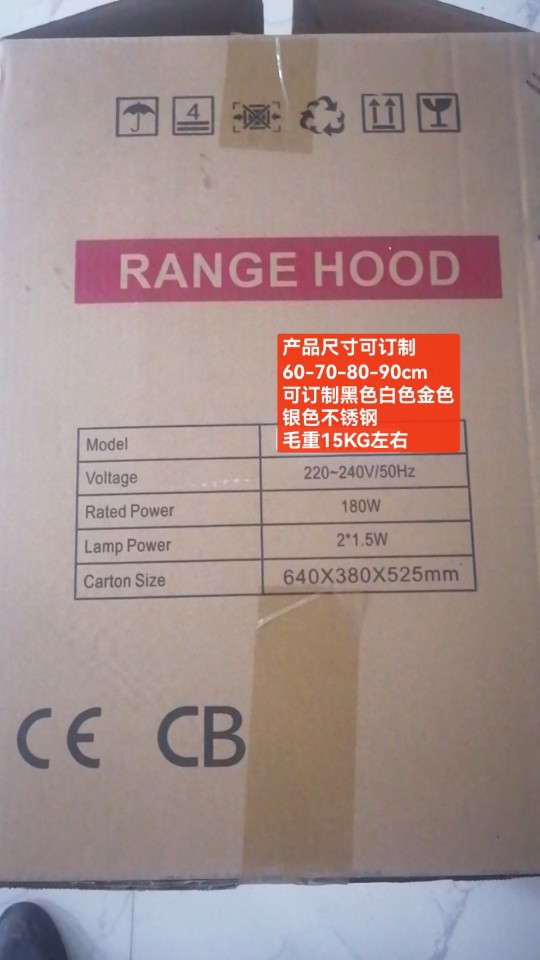 4
RANGE HOOD
产品尺寸可订制
60-70-80-90cm
可订制黑色白色金色
银色不锈钢
毛重15KG左右
Model
Voltage 220~240V/50Hz
Rated Power 180W
Lamp Power 2*1.5W
Carton Size 640X380X525mm
CE CB